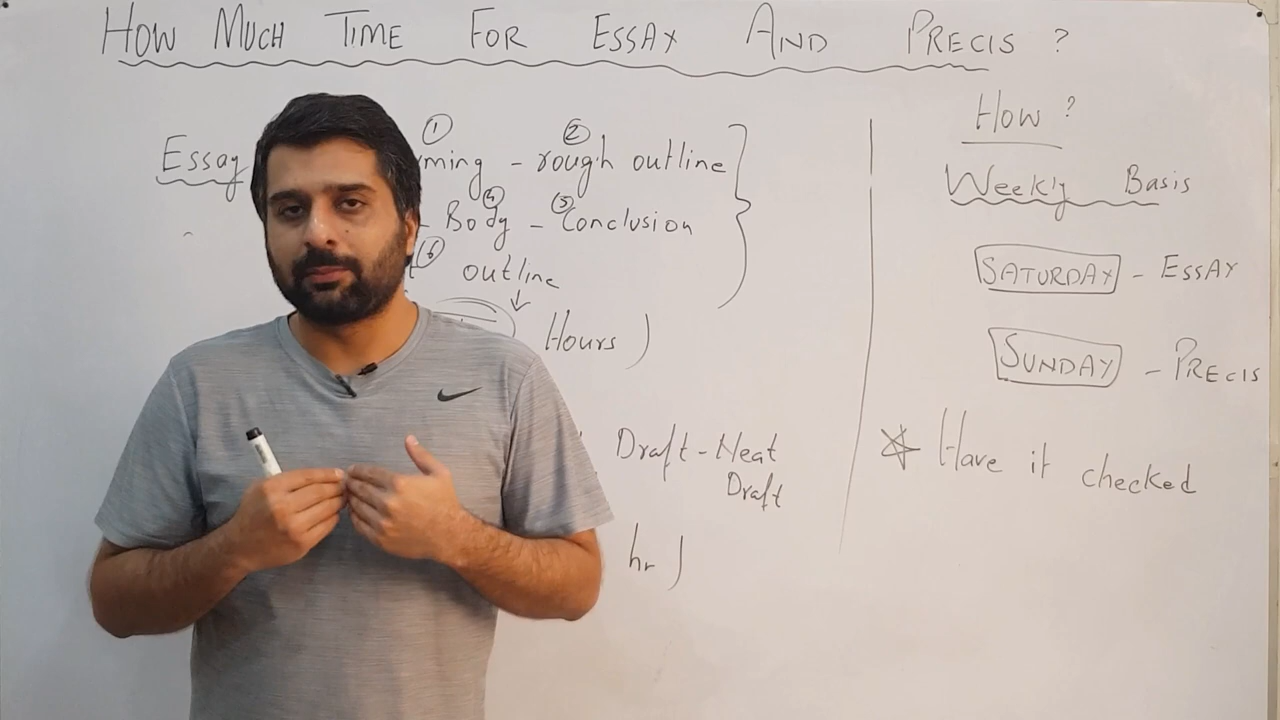 HOW MUCH TIME FOR ESSAY AND PRECIS ?
Essay
① ②
ming - rough outline
④ ⑤
- Body - Conclusion
⑥
outline
Hours )
Draft - Neat
Draft
hr )
How ?
Weekly Basis
SATURDAY - ESSAY
SUNDAY - PRECIS
Have it checked